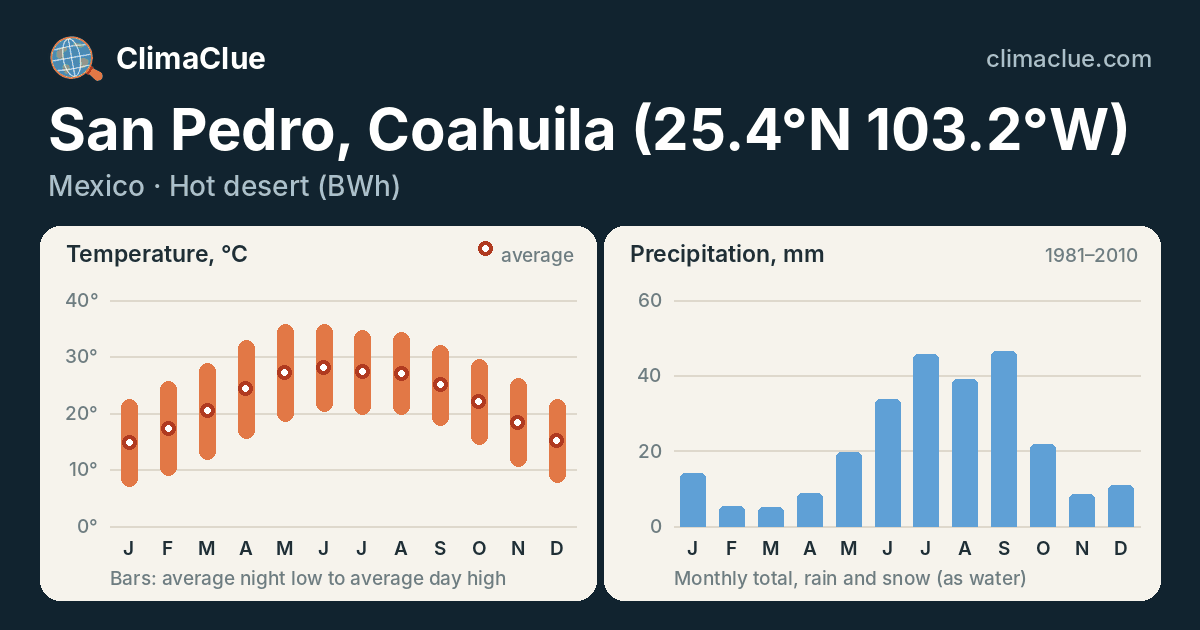 ClimaClue
climaclue.com
San Pedro, Coahuila (25.4°N 103.2°W)
Mexico · Hot desert (BWh)
Temperature, °C
average
40°
30°
20°
10°
0°
J F M A M J J A S O N D
Bars: average night low to average day high
Precipitation, mm
1981–2010
60
40
20
0
J F M A M J J A S O N D
Monthly total, rain and snow (as water)